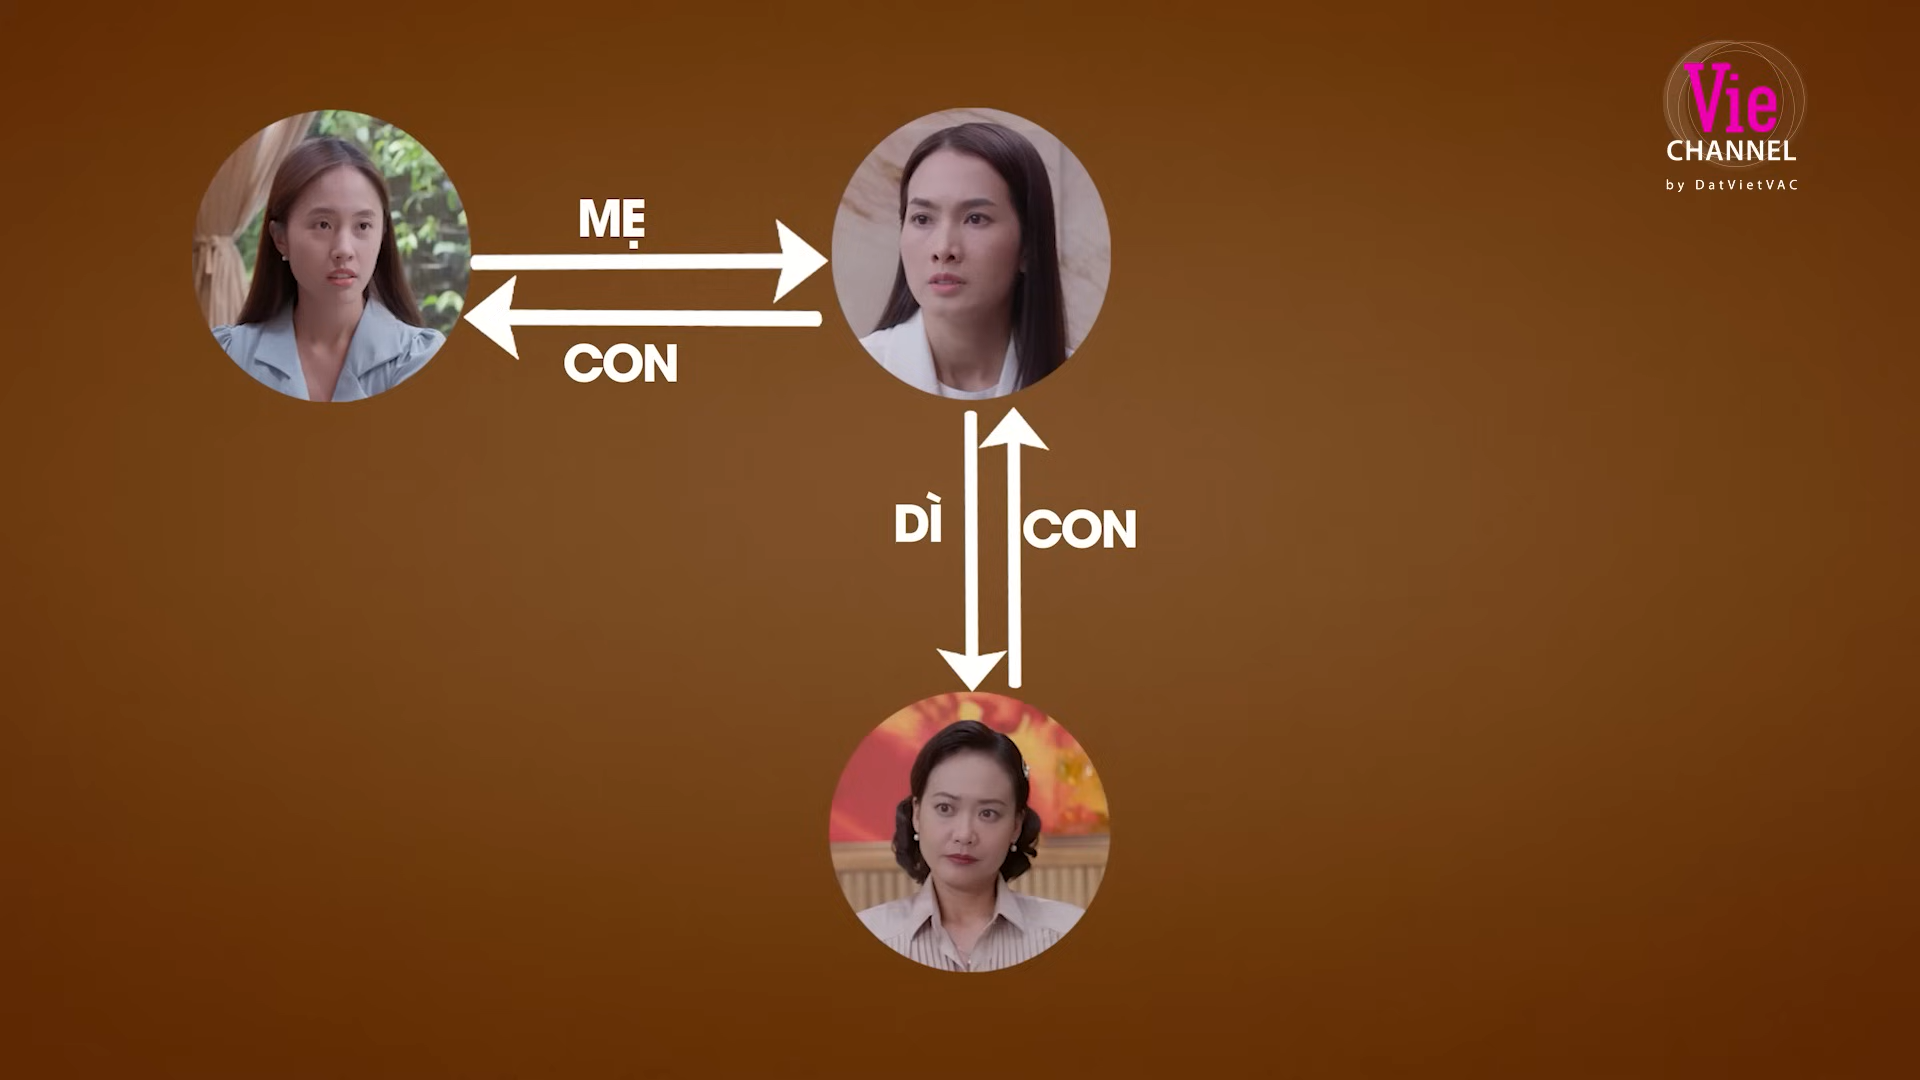 Vie
CHANNEL
by DatVietVAC
MẸ
CON
DÌ
CON